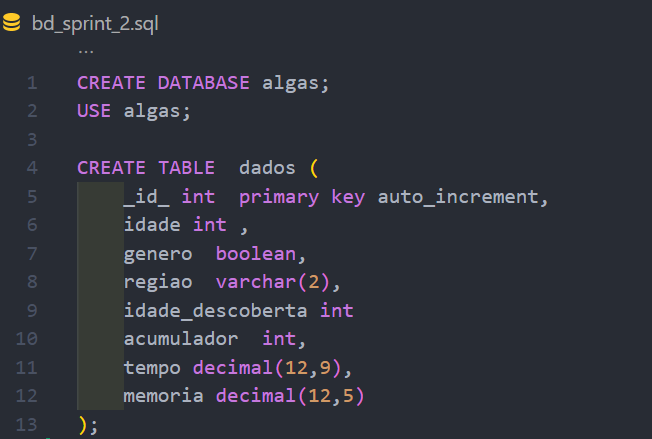 bd_sprint_2.sql
...
1 CREATE DATABASE algas;
2 USE algas;
3
4 CREATE TABLE  dados (
5 _id_ int  primary key auto_increment,
6 idade int ,
7 genero  boolean,
8 regiao  varchar(2),
9 idade_descoberta int
10 acumulador  int,
11 tempo decimal(12,9),
12 memoria decimal(12,5)
13 );